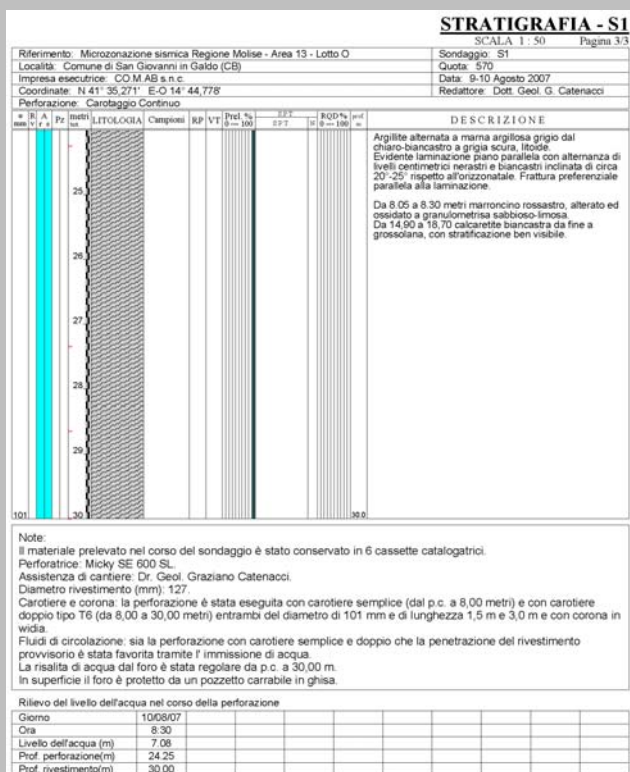 STRATIGRAFIA - S1
SCALA 1 : 50 Pagina 3/3
Riferimento: Microzonazione sismica Regione Molise - Area 13 - Lotto O
Sondaggio: S1
Località: Comune di San Giovanni in Galdo (CB)
Quota: 570
Impresa esecutrice: CO.M.AB s.n.c.
Data: 9-10 Agosto 2007
Coordinate: N 41° 35,271' E-O 14° 44,778'
Redattore: Dott. Geol. G. Catenacci
Perforazione: Carotaggio Continuo
ø mm R v A r s Pz metri LITOLOGIA Campioni RP VT Prel. % 0 --- 100 S.P.T. S P T N RQD % 0 --- 100 prof. m DESCRIZIONE
Argillite alternata a marna argillosa grigio dal
chiaro-biancastro a grigia scura, litoide.
Evidente laminazione piano parallela con alternanza di
livelli centimetrici nerastri e biancastri inclinata di circa
20°-25° rispetto all'orizzonatale. Frattura preferenziale
parallela alla laminazione.
Da 8.05 a 8.30 metri marroncino rossastro, alterato ed
ossidato a granulometrisa sabbioso-limosa.
Da 14,90 a 18,70 calcaretite biancastra da fine a
grossolana, con stratificazione ben visibile.
25
26
27
28
29
101 30 30.0
Note:
Il materiale prelevato nel corso del sondaggio è stato conservato in 6 cassette catalogatrici.
Perforatrice: Micky SE 600 SL.
Assistenza di cantiere: Dr. Geol. Graziano Catenacci.
Diametro rivestimento (mm): 127.
Carotiere e corona: la perforazione è stata eseguita con carotiere semplice (dal p.c. a 8,00 metri) e con carotiere
doppio tipo T6 (da 8,00 a 30,00 metri) entrambi del diametro di 101 mm e di lunghezza 1,5 m e 3,0 m e con corona in
widia.
Fluidi di circolazione: sia la perforazione con carotiere semplice e doppio che la penetrazione del rivestimento
provvisorio è stata favorita tramite l' immissione di acqua.
La risalita di acqua dal foro è stata regolare da p.c. a 30,00 m.
In superficie il foro è protetto da un pozzetto carrabile in ghisa.
Rilievo del livello dell'acqua nel corso della perforazione
Giorno 10/08/07
Ora 8:30
Livello dell'acqua (m) 7.08
Prof. perforazione(m) 24.25
Prof. rivestimento(m) 30.00